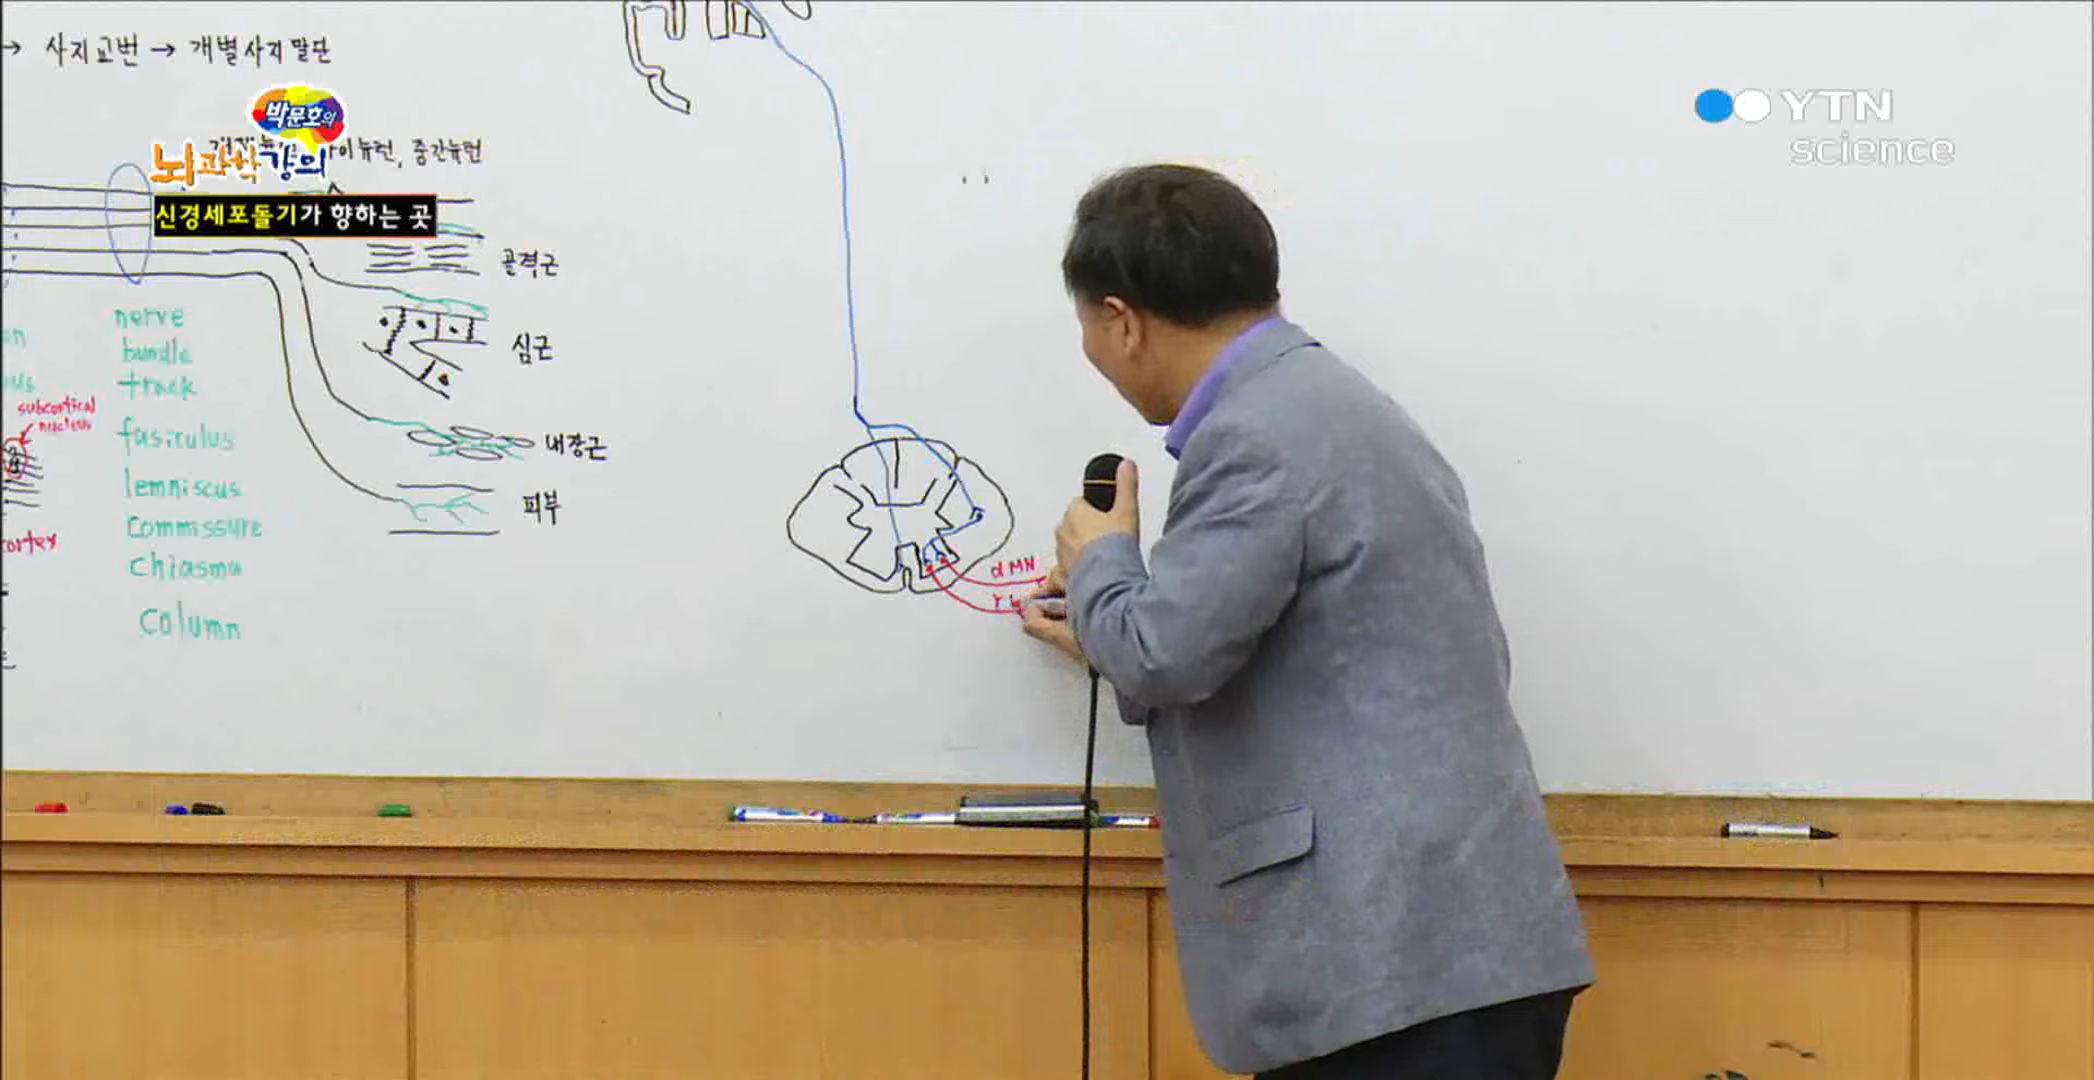 → 사지교번 → 개별사지말단
YTN
science
박문호의
뇌과학강의
뉴런, 중간뉴런
신경세포돌기가 향하는 곳
골격근
nerve
심근
bundle
track
subcortical
nucleus
fasiculus
내장근
lemniscus
피부
commissure
cortex
chiasma
αMN
γ
column